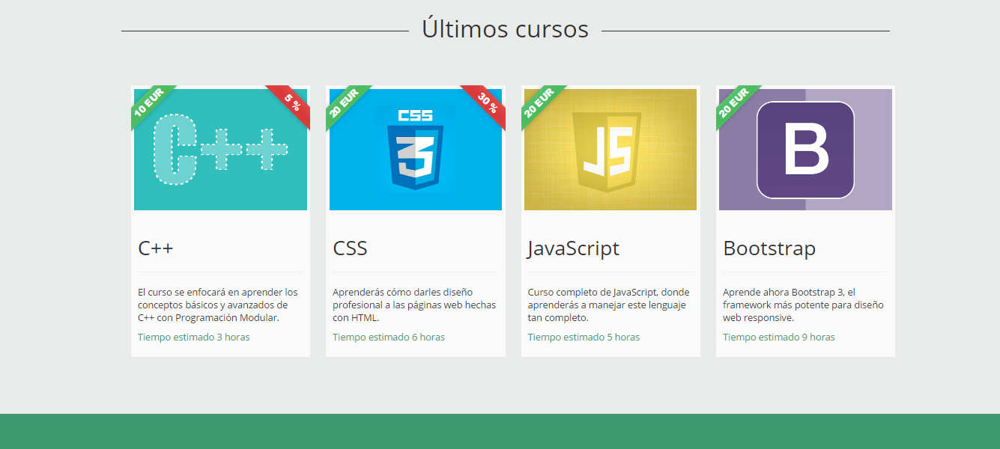 Últimos cursos
10 EUR
5 %
C++
C++
El curso se enfocará en aprender los
conceptos básicos y avanzados de
C++ con Programación Modular.
Tiempo estimado 3 horas
20 EUR
30 %
CSS
3
CSS
Aprenderás cómo darles diseño
profesional a las páginas web hechas
con HTML.
Tiempo estimado 6 horas
20 EUR
JS
JavaScript
Curso completo de JavaScript, donde
aprenderás a manejar este lenguaje
tan completo.
Tiempo estimado 5 horas
20 EUR
B
Bootstrap
Aprende ahora Bootstrap 3, el
framework más potente para diseño
web responsive.
Tiempo estimado 9 horas